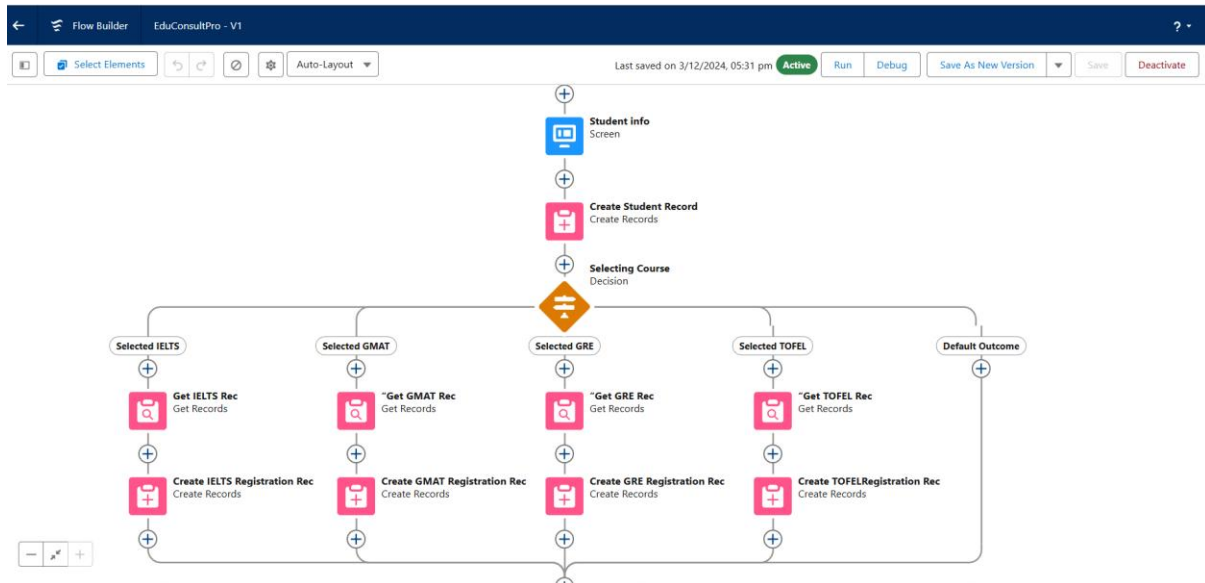 Flow Builder EduConsultPro - V1 ?
Select Elements Auto-Layout Last saved on 3/12/2024, 05:31 pm Active Run Debug Save As New Version Save Deactivate
Student info
Screen
Create Student Record
Create Records
Selecting Course
Decision
Selected IELTS Selected GMAT Selected GRE Selected TOFEL Default Outcome
Get IELTS Rec "Get GMAT Rec "Get GRE Rec "Get TOFEL Rec
Get Records Get Records Get Records Get Records
Create IELTS Registration Rec Create GMAT Registration Rec Create GRE Registration Rec Create TOFELRegistration Rec
Create Records Create Records Create Records Create Records